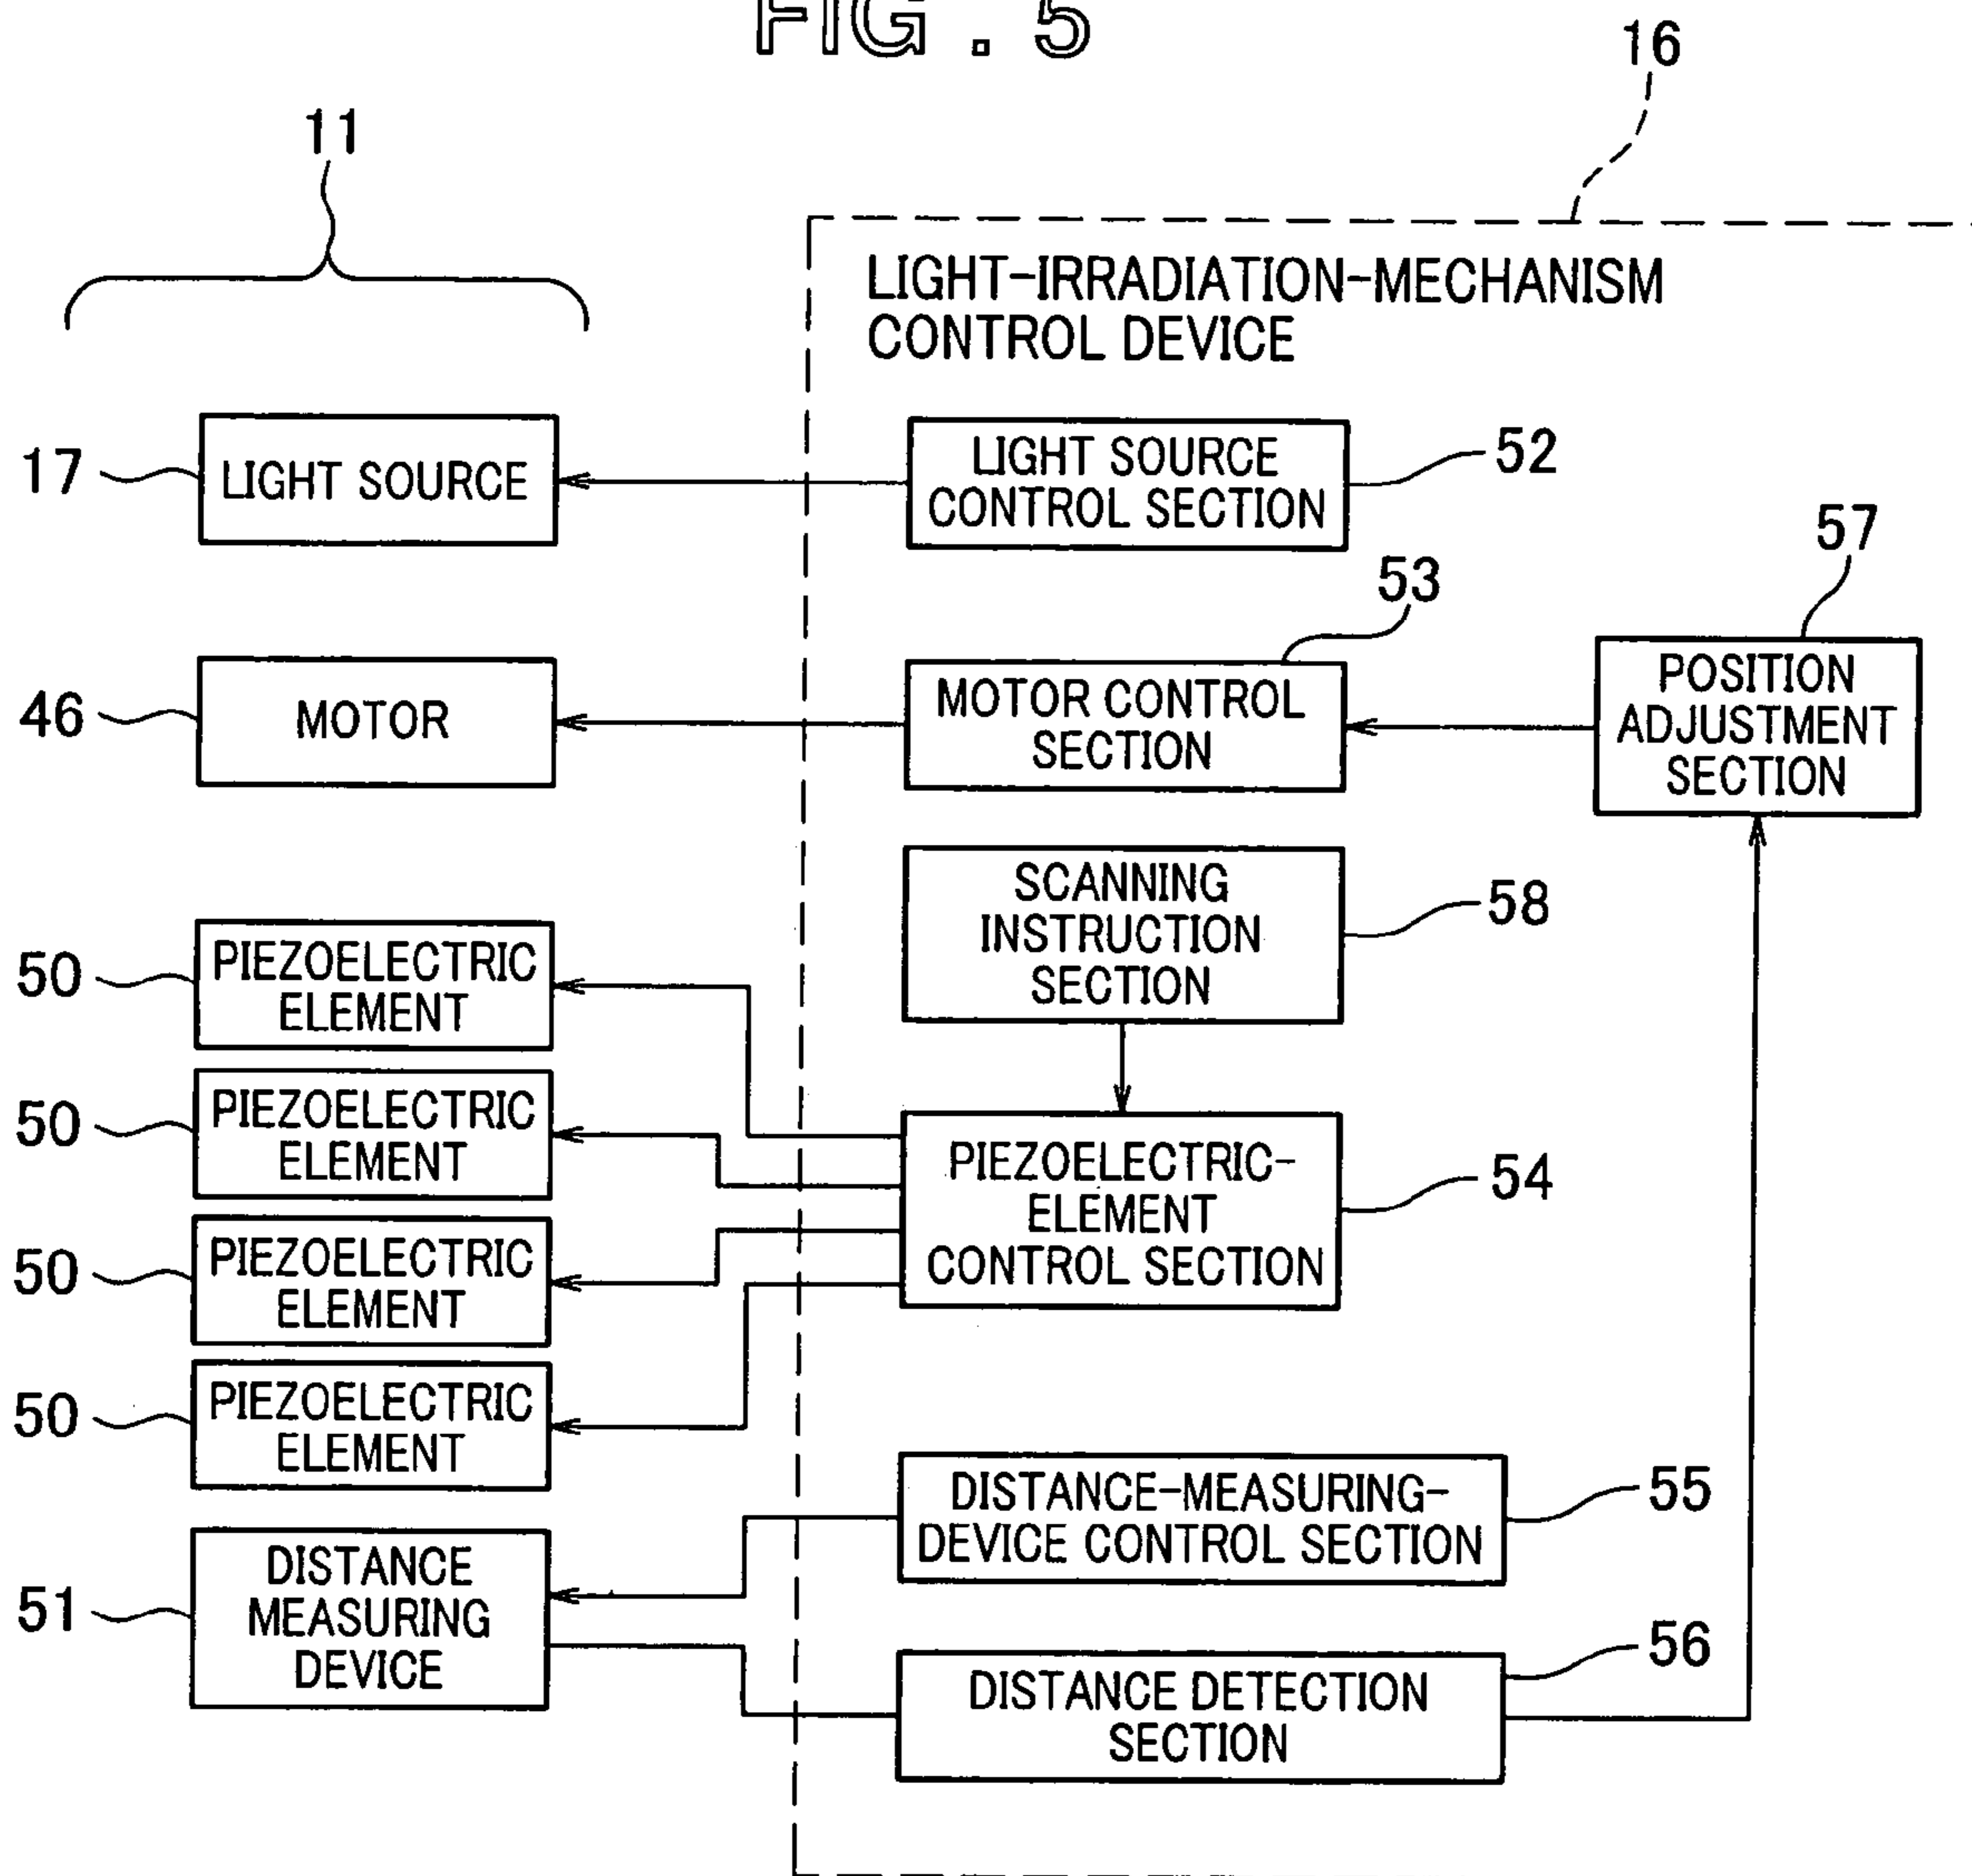 FIG. 5
16
11
LIGHT-IRRADIATION-MECHANISM
CONTROL DEVICE
17
LIGHT SOURCE
LIGHT SOURCE
CONTROL SECTION
52
57
53
46
MOTOR
MOTOR CONTROL
SECTION
POSITION
ADJUSTMENT
SECTION
SCANNING
INSTRUCTION
SECTION
58
50
PIEZOELECTRIC
ELEMENT
50
PIEZOELECTRIC
ELEMENT
PIEZOELECTRIC-
ELEMENT
CONTROL SECTION
54
50
PIEZOELECTRIC
ELEMENT
50
PIEZOELECTRIC
ELEMENT
DISTANCE-MEASURING-
DEVICE CONTROL SECTION
55
51
DISTANCE
MEASURING
DEVICE
56
DISTANCE DETECTION
SECTION